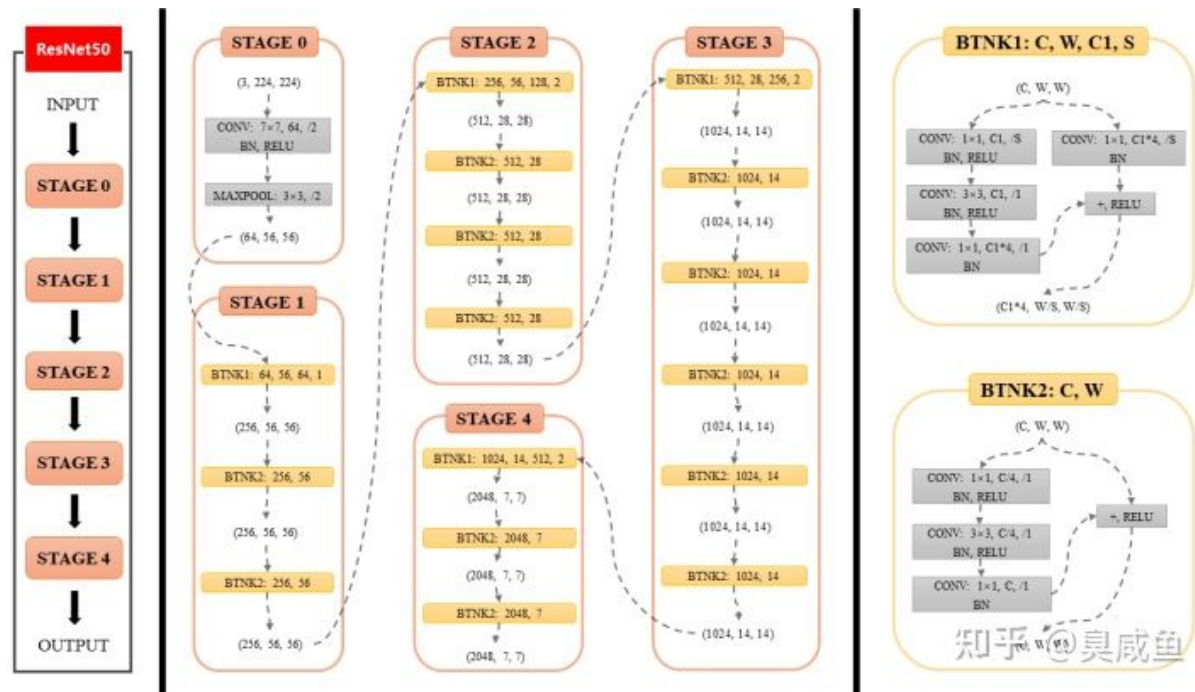 ResNet50
INPUT
STAGE 0
STAGE 1
STAGE 2
STAGE 3
STAGE 4
OUTPUT
STAGE 0
(3, 224, 224)
CONV: 7×7, 64, /2
BN, RELU
MAXPOOL: 3×3, /2
(64, 56, 56)
STAGE 1
BTNK1: 64, 56, 64, 1
(256, 56, 56)
BTNK2: 256, 56
(256, 56, 56)
BTNK2: 256, 56
(256, 56, 56)
STAGE 2
BTNK1: 256, 56, 128, 2
(512, 28, 28)
BTNK2: 512, 28
(512, 28, 28)
BTNK2: 512, 28
(512, 28, 28)
BTNK2: 512, 28
(512, 28, 28)
STAGE 3
BTNK1: 512, 28, 256, 2
(1024, 14, 14)
BTNK2: 1024, 14
(1024, 14, 14)
BTNK2: 1024, 14
(1024, 14, 14)
BTNK2: 1024, 14
(1024, 14, 14)
BTNK2: 1024, 14
(1024, 14, 14)
BTNK2: 1024, 14
(1024, 14, 14)
STAGE 4
BTNK1: 1024, 14, 512, 2
(2048, 7, 7)
BTNK2: 2048, 7
(2048, 7, 7)
BTNK2: 2048, 7
(2048, 7, 7)
BTNK1: C, W, C1, S
(C, W, W)
CONV: 1×1, C1, /S
BN, RELU
CONV: 3×3, C1, /1
BN, RELU
CONV: 1×1, C1*4, /1
BN
CONV: 1×1, C1*4, /S
BN
+, RELU
(C1*4, W/S, W/S)
BTNK2: C, W
(C, W, W)
CONV: 1×1, C/4, /1
BN, RELU
CONV: 3×3, C/4, /1
BN, RELU
CONV: 1×1, C, /1
BN
+, RELU
知乎 @臭咸鱼